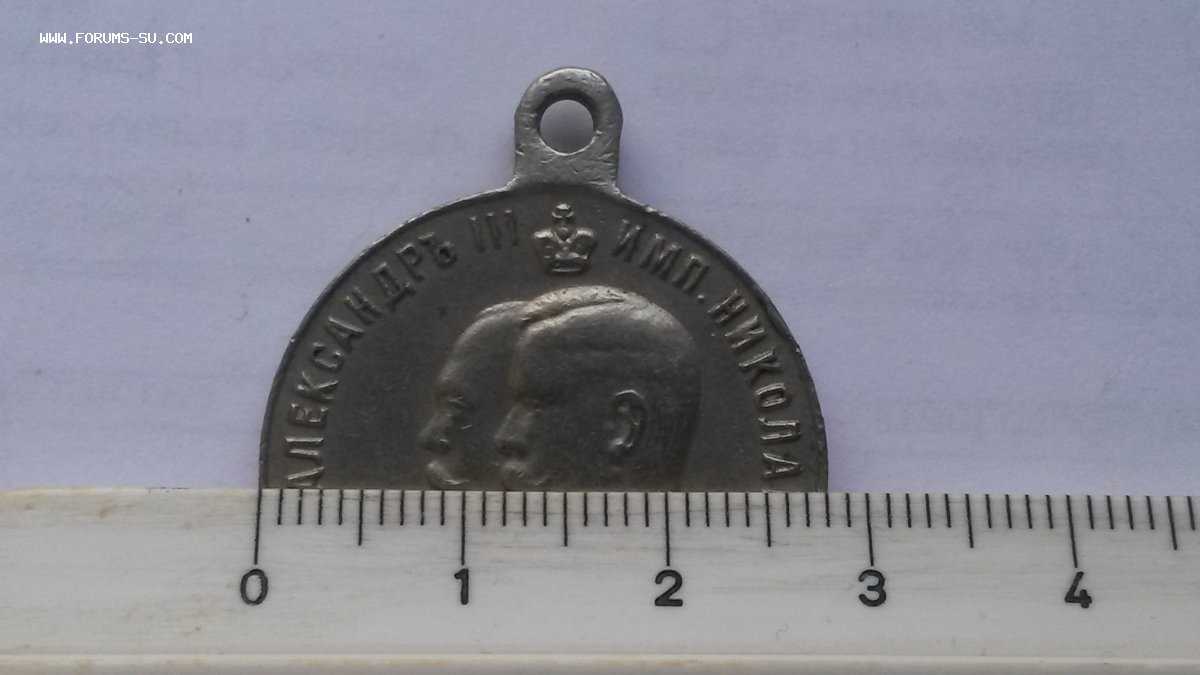 WWW.FORUMS-SU.COM
АЛЕКСАНДРЪ III ИМП. НИКОЛА
0 1 2 3 4